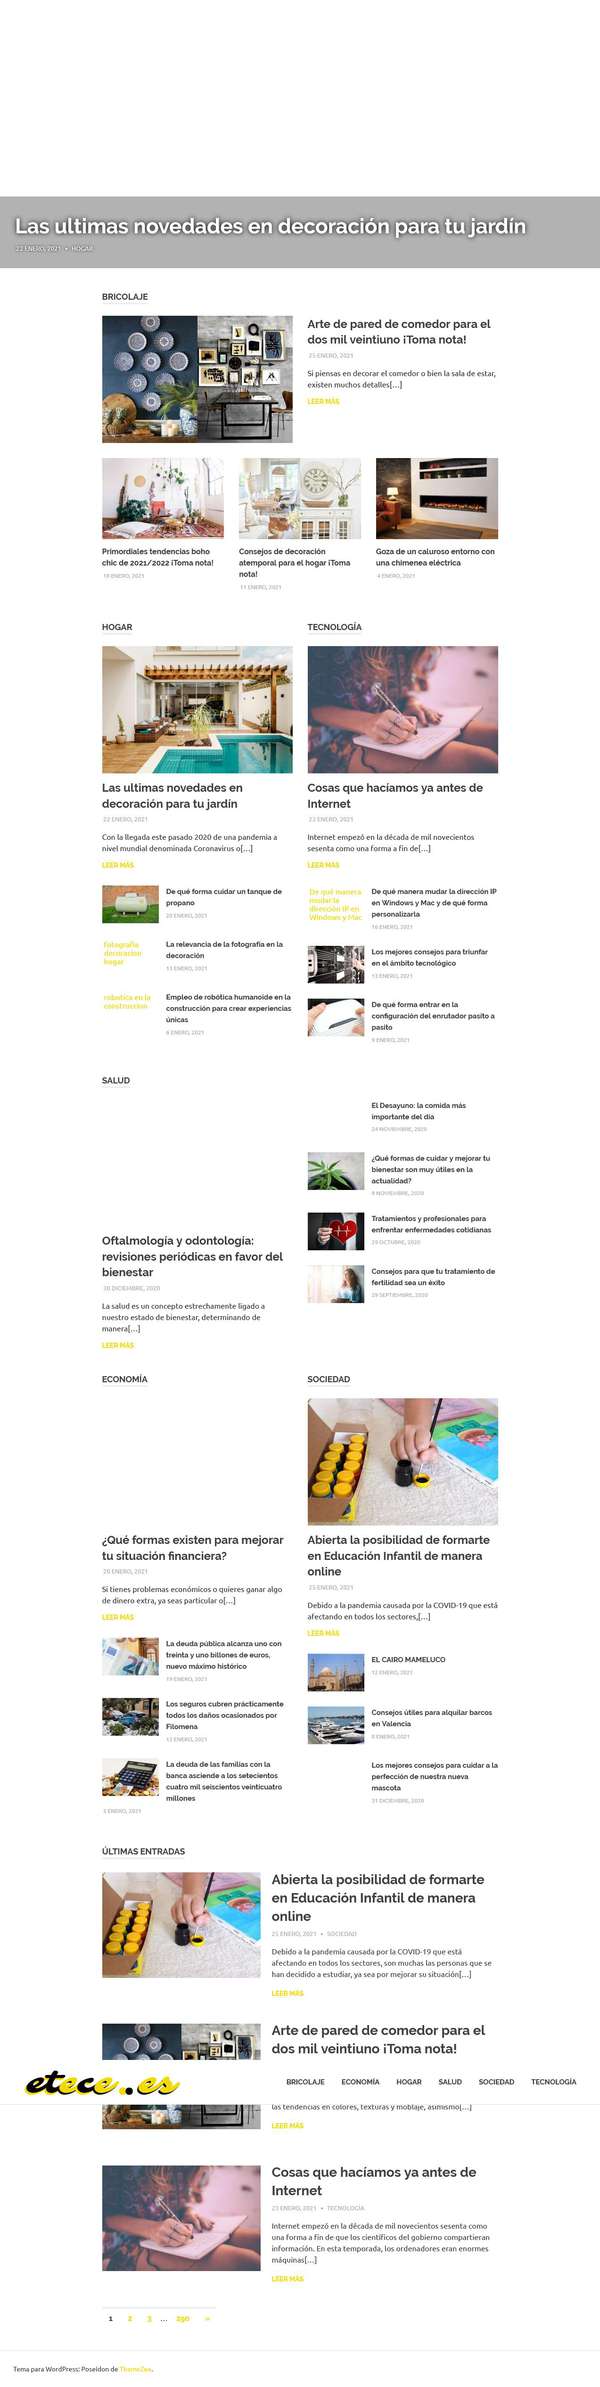 Las ultimas novedades en decoración para tu jardín
22 ENERO, 2021 • HOGAR
BRICOLAJE
Arte de pared de comedor para el
dos mil veintiuno ¡Toma nota!
25 ENERO, 2021
Si piensas en decorar el comedor o bien la sala de estar,
existen muchos detalles[…]
LEER MÁS
Primordiales tendencias boho
chic de 2021/2022 ¡Toma nota!
18 ENERO, 2021
Consejos de decoración
atemporal para el hogar ¡Toma
nota!
11 ENERO, 2021
Goza de un caluroso entorno con
una chimenea eléctrica
4 ENERO, 2021
HOGAR
Las ultimas novedades en
decoración para tu jardín
22 ENERO, 2021
Con la llegada este pasado 2020 de una pandemia a
nivel mundial denominada Coronavirus o[…]
LEER MÁS
De qué forma cuidar un tanque de
propano
20 ENERO, 2021
fotografia
decoracion
hogar
La relevancia de la fotografía en la
decoración
13 ENERO, 2021
robotica en la
construccion
Empleo de robótica humanoide en la
construcción para crear experiencias
únicas
6 ENERO, 2021
TECNOLOGÍA
Cosas que hacíamos ya antes de
Internet
23 ENERO, 2021
Internet empezó en la década de mil novecientos
sesenta como una forma a fin de[…]
LEER MÁS
De qué manera
mudar la
dirección IP en
Windows y Mac
De qué manera mudar la dirección IP
en Windows y Mac y de qué forma
personalizarla
16 ENERO, 2021
Los mejores consejos para triunfar
en el ámbito tecnológico
13 ENERO, 2021
De qué forma entrar en la
configuración del enrutador pasito a
pasito
9 ENERO, 2021
SALUD
Oftalmología y odontología:
revisiones periódicas en favor del
bienestar
30 DICIEMBRE, 2020
La salud es un concepto estrechamente ligado a
nuestro estado de bienestar, determinando de
manera[…]
LEER MÁS
El Desayuno: la comida más
importante del día
24 NOVIEMBRE, 2020
¿Qué formas de cuidar y mejorar tu
bienestar son muy útiles en la
actualidad?
9 NOVIEMBRE, 2020
Tratamientos y profesionales para
enfrentar enfermedades cotidianas
29 OCTUBRE, 2020
Consejos para que tu tratamiento de
fertilidad sea un éxito
29 SEPTIEMBRE, 2020
ECONOMÍA
¿Qué formas existen para mejorar
tu situación financiera?
20 ENERO, 2021
Si tienes problemas económicos o quieres ganar algo
de dinero extra, ya seas particular o[…]
LEER MÁS
La deuda pública alcanza uno con
treinta y uno billones de euros,
nuevo máximo histórico
19 ENERO, 2021
Los seguros cubren prácticamente
todos los daños ocasionados por
Filomena
12 ENERO, 2021
La deuda de las familias con la
banca asciende a los setecientos
cuatro mil seiscientos veinticuatro
millones
5 ENERO, 2021
SOCIEDAD
Abierta la posibilidad de formarte
en Educación Infantil de manera
online
25 ENERO, 2021
Debido a la pandemia causada por la COVID-19 que está
afectando en todos los sectores,[…]
LEER MÁS
EL CAIRO MAMELUCO
12 ENERO, 2021
Consejos útiles para alquilar barcos
en Valencia
8 ENERO, 2021
Los mejores consejos para cuidar a la
perfección de nuestra nueva
mascota
31 DICIEMBRE, 2020
ÚLTIMAS ENTRADAS
Abierta la posibilidad de formarte
en Educación Infantil de manera
online
25 ENERO, 2021 • SOCIEDAD
Debido a la pandemia causada por la COVID-19 que está
afectando en todos los sectores, son muchas las personas que se
han decidido a estudiar, ya sea por mejorar su situación[…]
LEER MÁS
Arte de pared de comedor para el
dos mil veintiuno ¡Toma nota!
etece.es
BRICOLAJE ECONOMÍA HOGAR SALUD SOCIEDAD TECNOLOGÍA
las tendencias en colores, texturas y moblaje, asimismo[…]
LEER MÁS
Cosas que hacíamos ya antes de
Internet
23 ENERO, 2021 • TECNOLOGÍA
Internet empezó en la década de mil novecientos sesenta como
una forma a fin de que los científicos del gobierno compartieran
información. En esta temporada, los ordenadores eran enormes
máquinas[…]
LEER MÁS
1 2 3 … 290 »
Tema para WordPress: Poseidon de ThemeZee.